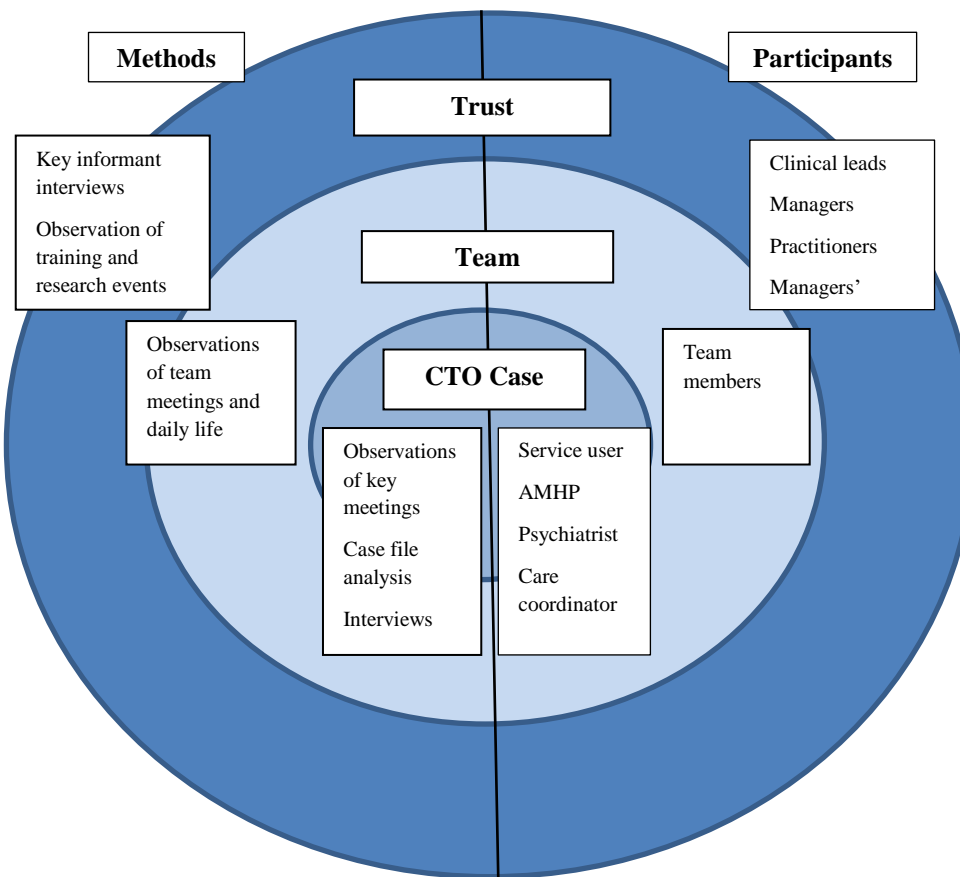 Methods
Participants
Trust
Key informant
interviews
Observation of
training and
research events
Clinical leads
Managers
Practitioners
Managers’
Team
Observations
of team
meetings and
daily life
Team
members
CTO Case
Observations
of key
meetings
Case file
analysis
Interviews
Service user
AMHP
Psychiatrist
Care
coordinator